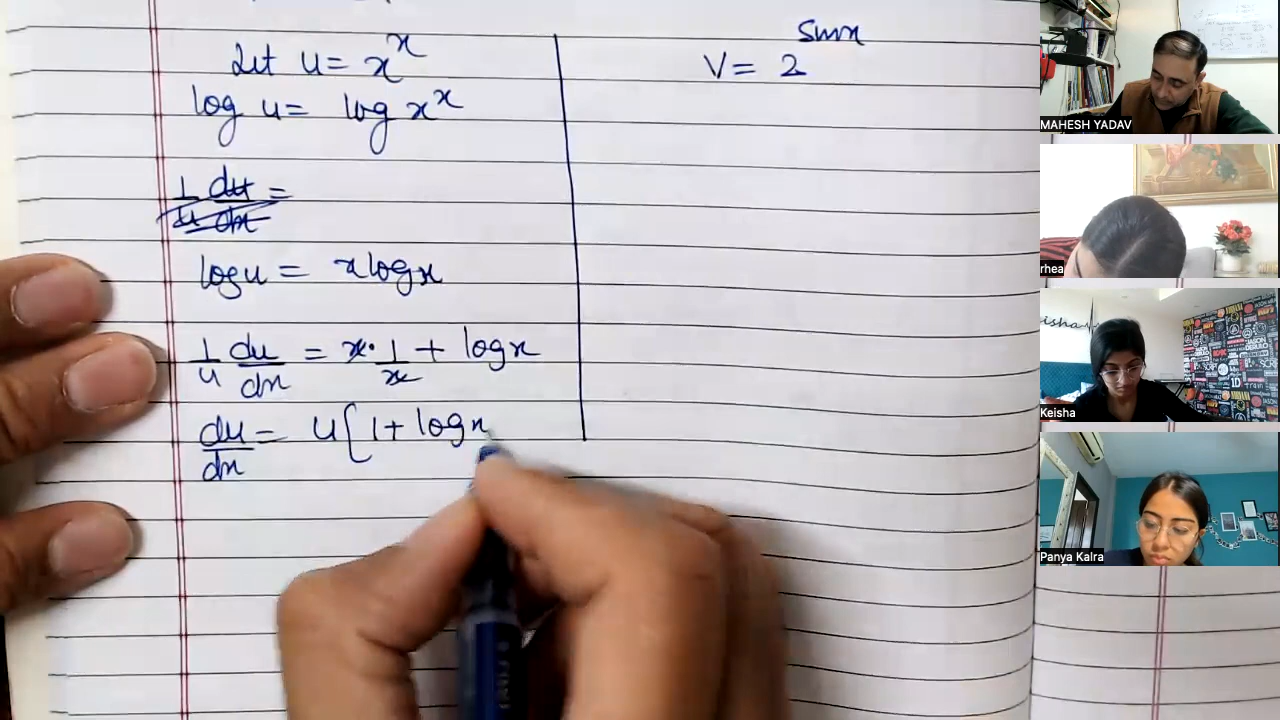 Let u = x^x
log u = log x^x
1/u du/dx =
log u = x log x
1/u du/dx = x · 1/x + log x
du/dx = u [ 1 + log x
V = 2^sinx
MAHESH YADAV
rhea
Keisha
Panya Kalra